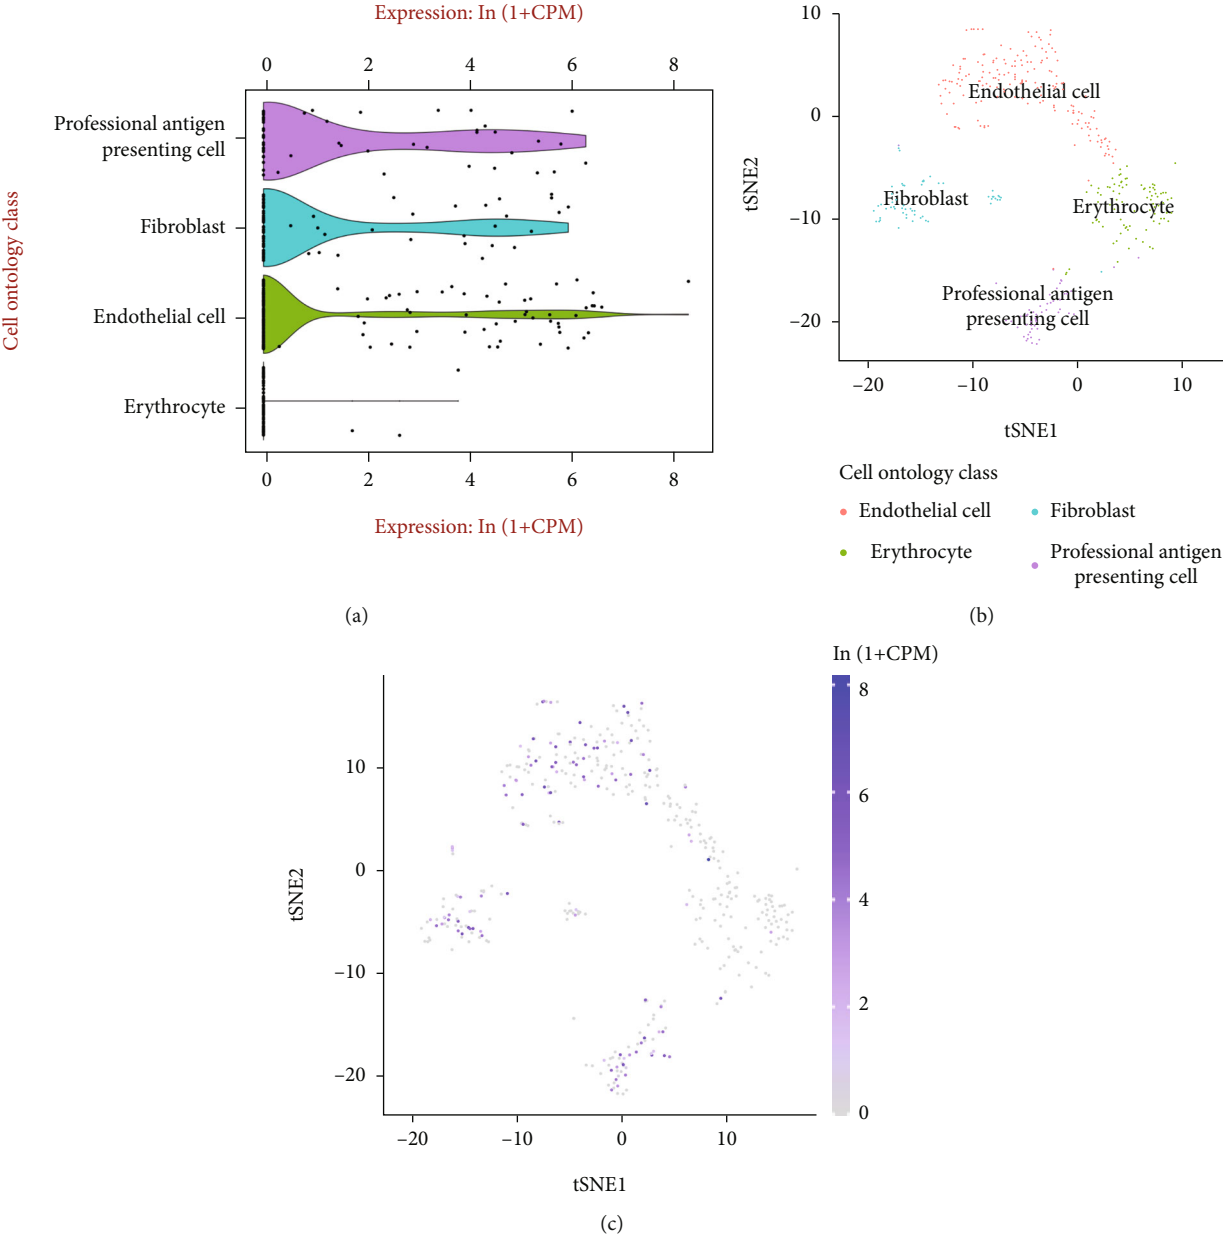 Expression: In (1+CPM)
0 2 4 6 8
Cell ontology class
Professional antigen
presenting cell
Fibroblast
Endothelial cell
Erythrocyte
0 2 4 6 8
Expression: In (1+CPM)
(a)
10
0
−10
−20
tSNE2
Endothelial cell
Fibroblast
Erythrocyte
Professional antigen
presenting cell
−20 −10 0 10
tSNE1
Cell ontology class
Endothelial cell
Fibroblast
Erythrocyte
Professional antigen
presenting cell
(b)
In (1+CPM)
8
6
4
2
0
10
0
−10
−20
tSNE2
−20 −10 0 10
tSNE1
(c)